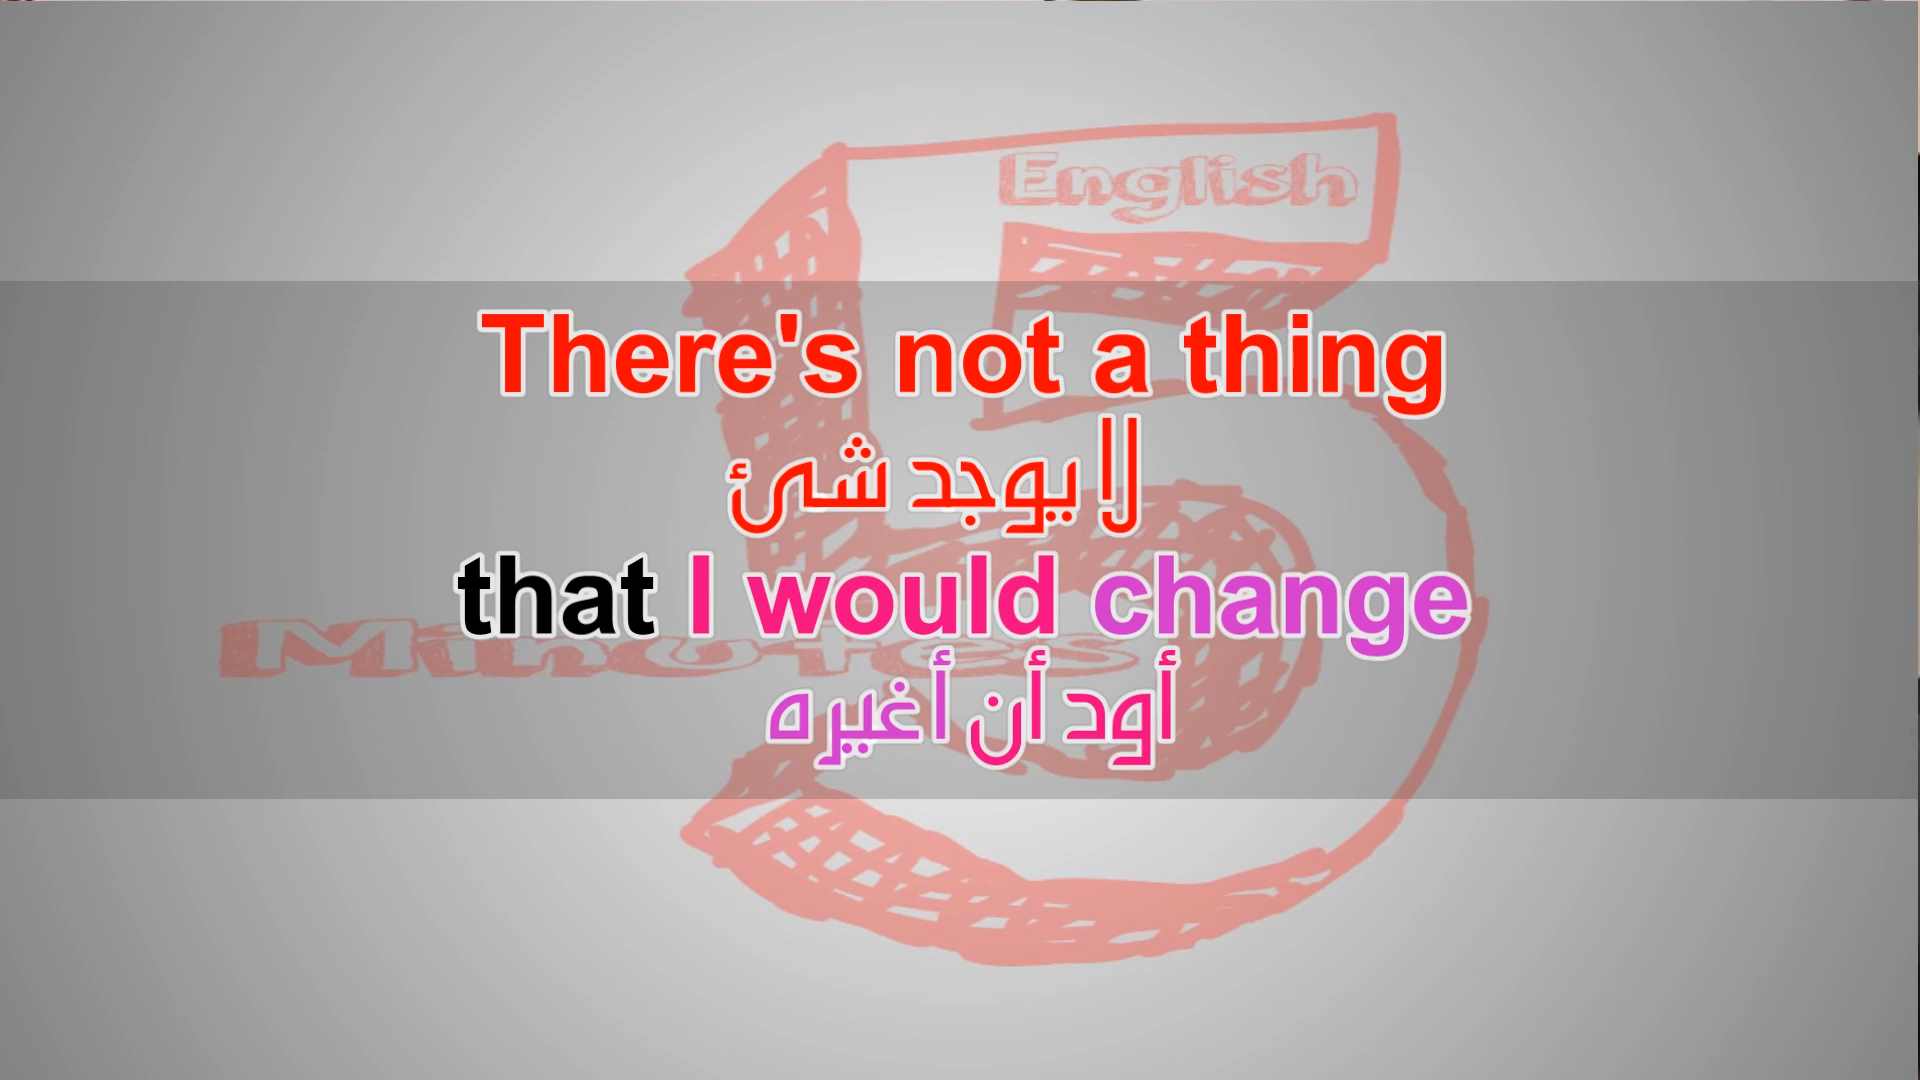 English
There's not a thing
لا يوجد شئ
that I would change
Minutes
أود أن أغيره